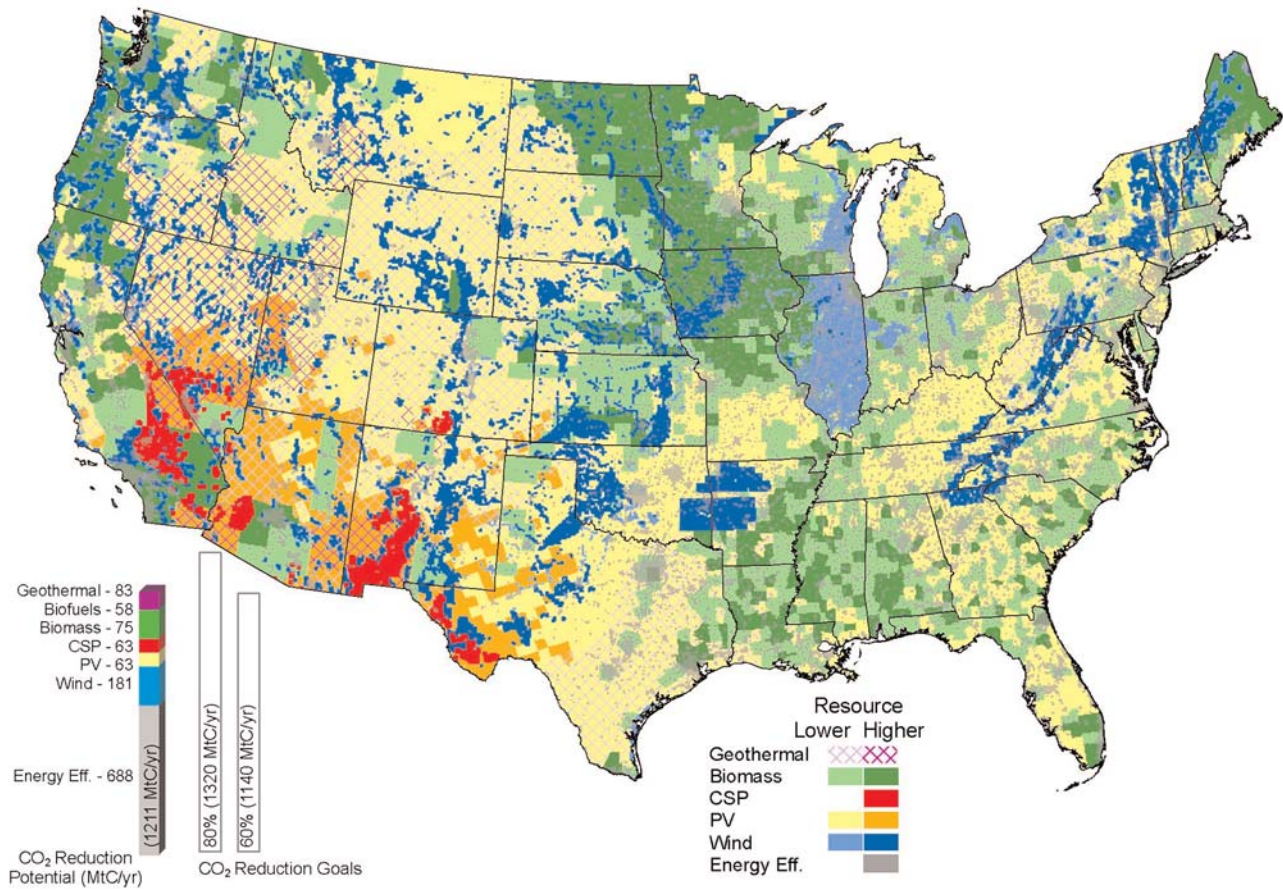 Geothermal - 83
Biofuels - 58
Biomass - 75
CSP - 63
PV - 63
Wind - 181
Energy Eff. - 688
(1211 MtC/yr)
CO₂ Reduction
Potential (MtC/yr)
80% (1320 MtC/yr)
60% (1140 MtC/yr)
CO₂ Reduction Goals
Resource
Lower Higher
Geothermal
Biomass
CSP
PV
Wind
Energy Eff.